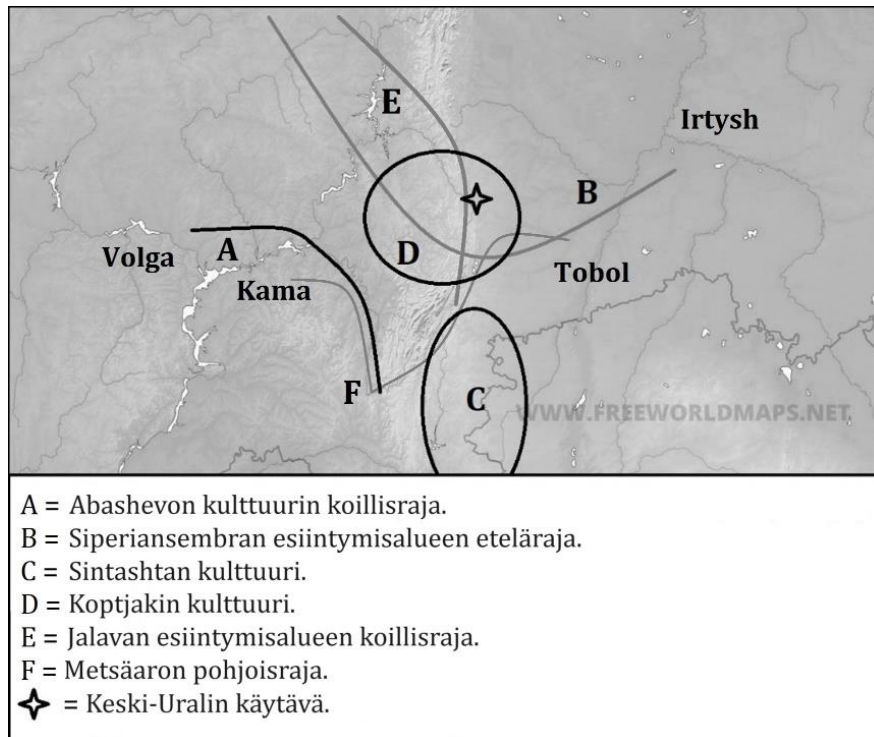 E
Irtysh
B
A
D
Volga
Tobol
Kama
F
C
WWW.FREEWORLDMAPS.NET
A = Abashevon kulttuurin koillisraja.
B = Siperiansembran esiintymisalueen eteläraja.
C = Sintashtan kulttuuri.
D = Koptjakin kulttuuri.
E = Jalavan esiintymisalueen koillisraja.
F = Metsäaron pohjoisraja.
= Keski-Uralin käytävä.